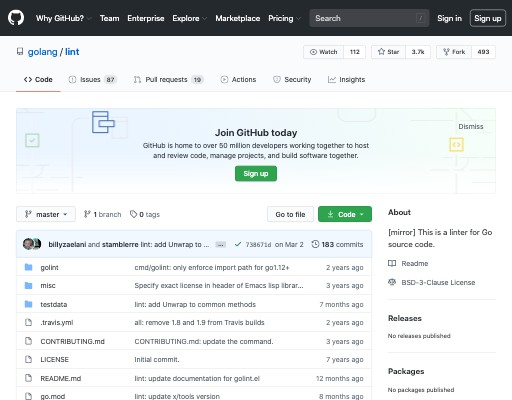 Why GitHub? Team Enterprise Explore Marketplace Pricing Search / Sign in Sign up
golang / lint Watch 112 Star 3.7k Fork 493
Code Issues 87 Pull requests 19 Actions Security Insights
Join GitHub today
Dismiss
GitHub is home to over 50 million developers working together to host
and review code, manage projects, and build software together.
Sign up
master 1 branch 0 tags Go to file Code
billyzaelani and stamblerre lint: add Unwrap to ... ... 738671d on Mar 2 183 commits
golint cmd/golint: only enforce import path for go1.12+ 2 years ago
misc Specify exact license in header of Emacs lisp librar... 3 years ago
testdata lint: add Unwrap to common methods 7 months ago
.travis.yml all: remove 1.8 and 1.9 from Travis builds 2 years ago
CONTRIBUTING.md CONTRIBUTING.md: update the command. 3 years ago
LICENSE Initial commit. 7 years ago
README.md lint: update documentation for golint.el 12 months ago
go.mod lint: update x/tools version 8 months ago
About
[mirror] This is a linter for Go
source code.
Readme
BSD-3-Clause License
Releases
No releases published
Packages
No packages published